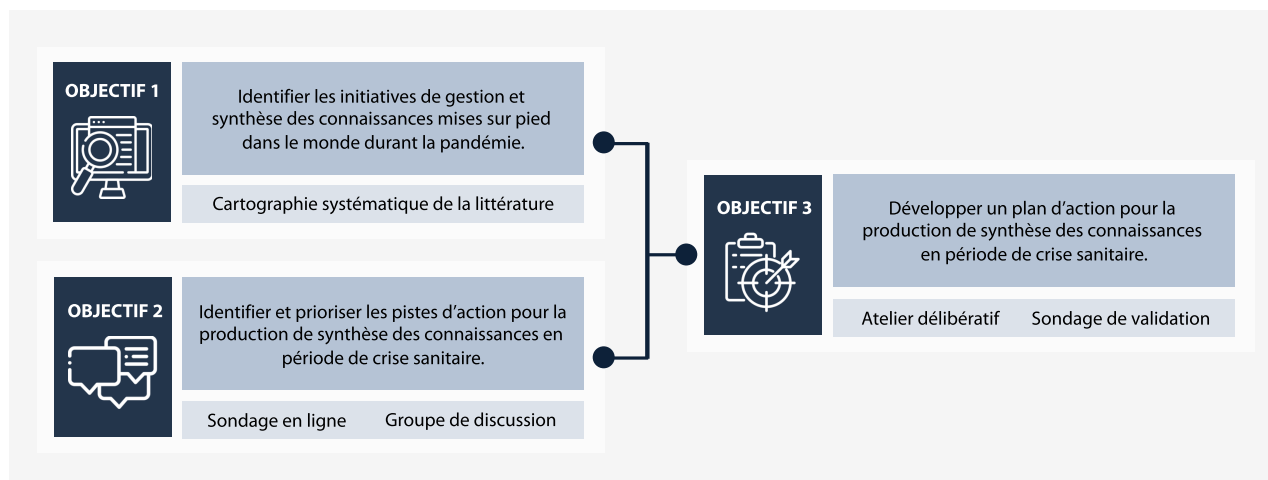 OBJECTIF 1
Identifier les initiatives de gestion et
synthèse des connaissances mises sur pied
dans le monde durant la pandémie.
Cartographie systématique de la littérature
OBJECTIF 2
Identifier et prioriser les pistes d’action pour la
production de synthèse des connaissances en
période de crise sanitaire.
Sondage en ligne
Groupe de discussion
OBJECTIF 3
Développer un plan d’action pour la
production de synthèse des connaissances
en période de crise sanitaire.
Atelier délibératif
Sondage de validation